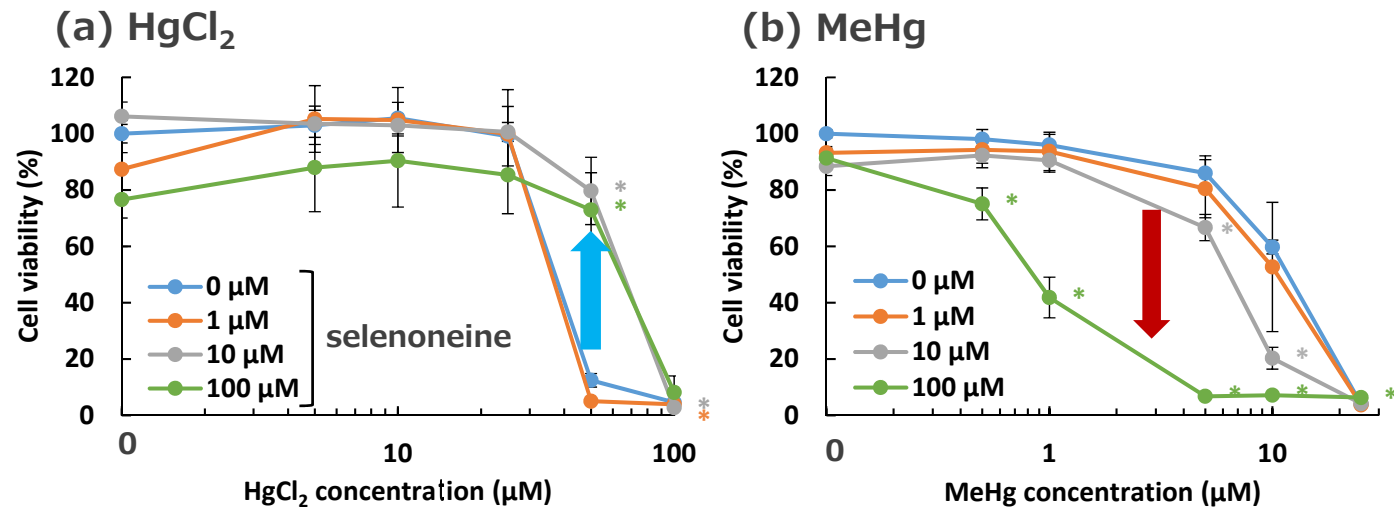 (a) HgCl₂
120
100
80
60
40
20
0
Cell viability (%)
0 μM
1 μM
10 μM
100 μM
selenoneine
*
*
*
*
0
10
100
HgCl₂ concentration (μM)
(b) MeHg
120
100
80
60
40
20
0
Cell viability (%)
0 μM
1 μM
10 μM
100 μM
*
*
*
*
*
*
*
0
1
10
MeHg concentration (μM)